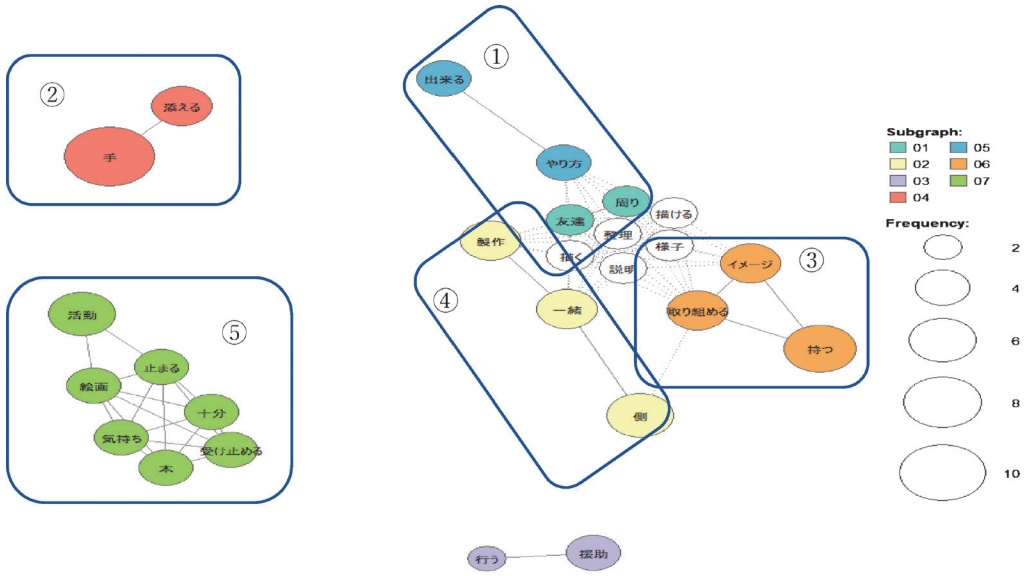 ①
出来る
やり方
周り
友達
描ける
整理
様子
描く
説明
②
添える
手
③
イメージ
取り組める
持つ
④
製作
一緒
側
⑤
活動
止まる
絵画
十分
気持ち
受け止める
木
行う
援助
Subgraph:
01 05
02 06
03 07
04
Frequency:
2
4
6
8
10